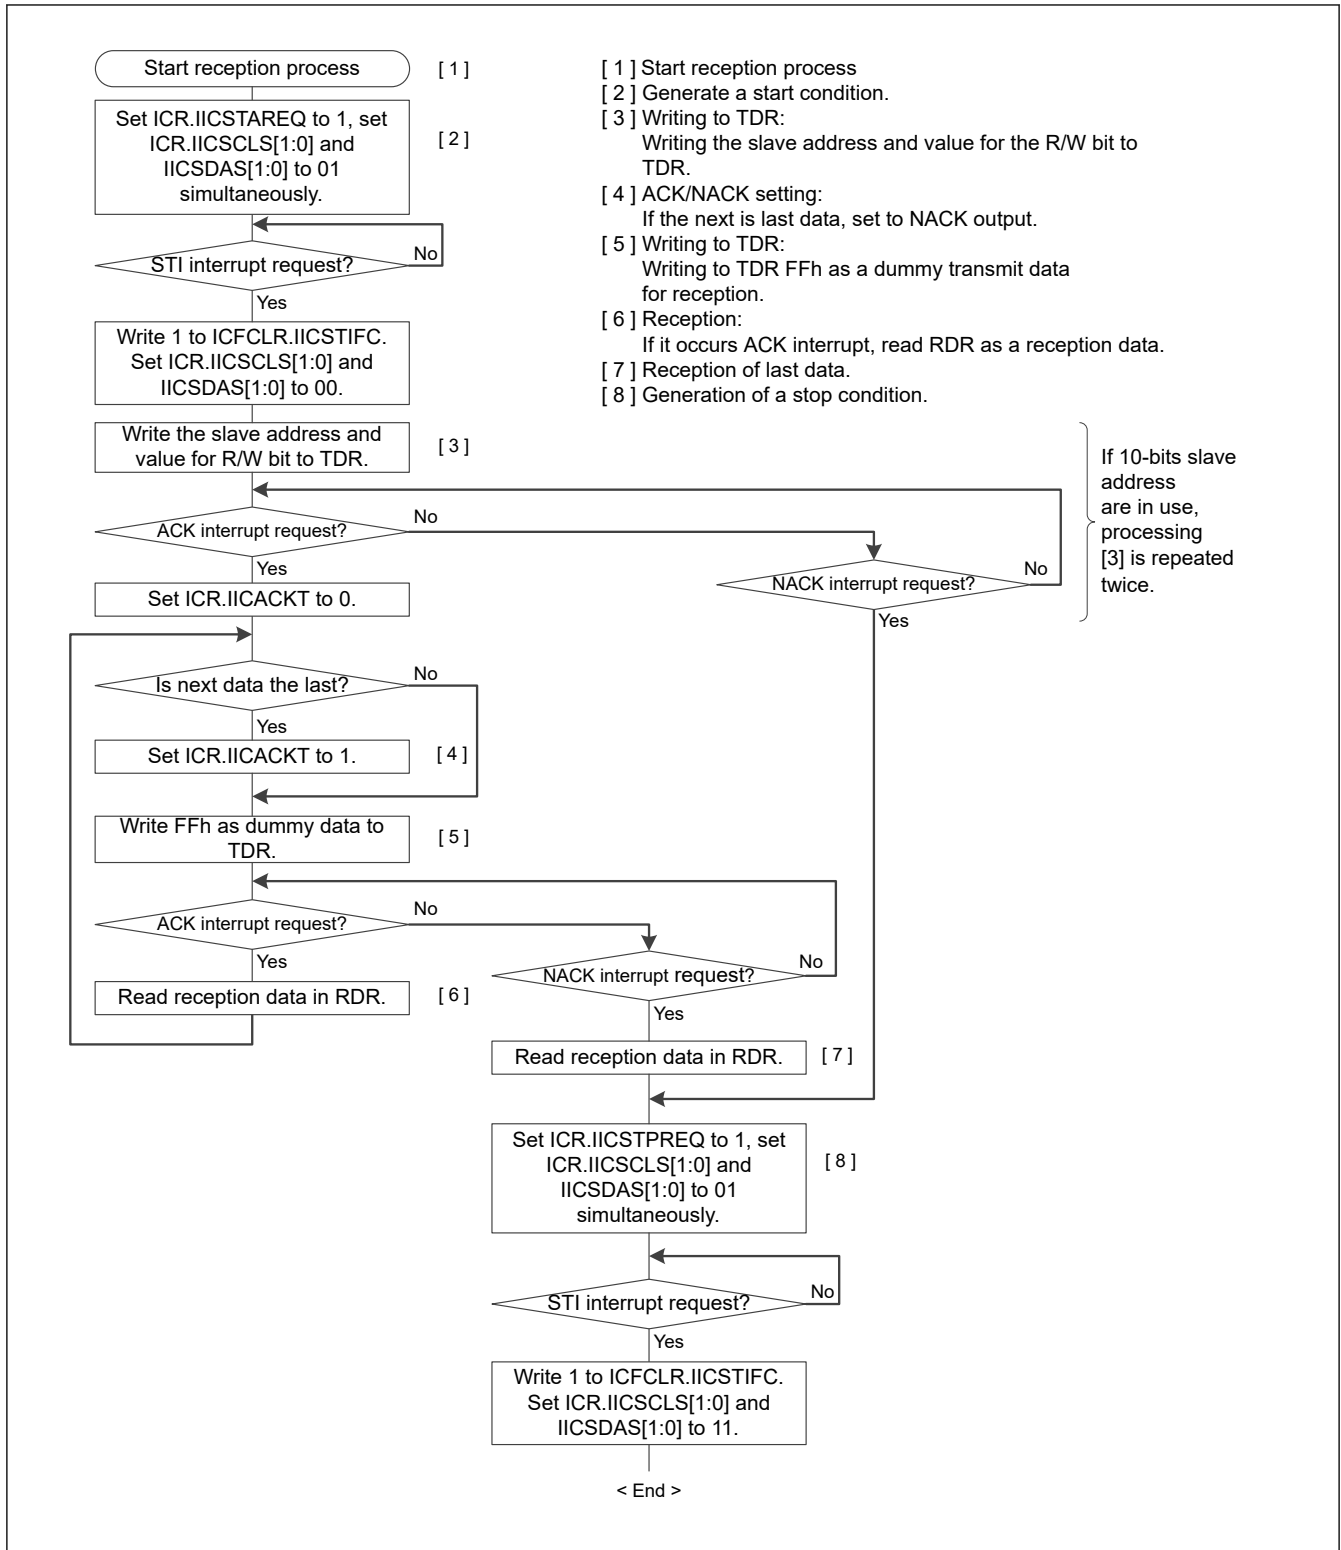 Start reception process
[ 1 ]
Set ICR.IICSTAREQ to 1, set
ICR.IICSCLS[1:0] and
IICSDAS[1:0] to 01
simultaneously.
[ 2 ]
STI interrupt request?
No
Yes
Write 1 to ICFCLR.IICSTIFC.
Set ICR.IICSCLS[1:0] and
IICSDAS[1:0] to 00.
[ 1 ] Start reception process
[ 2 ] Generate a start condition.
[ 3 ] Writing to TDR:
Writing the slave address and value for the R/W bit to
TDR.
[ 4 ] ACK/NACK setting:
If the next is last data, set to NACK output.
[ 5 ] Writing to TDR:
Writing to TDR FFh as a dummy transmit data
for reception.
[ 6 ] Reception:
If it occurs ACK interrupt, read RDR as a reception data.
[ 7 ] Reception of last data.
[ 8 ] Generation of a stop condition.
Write the slave address and
value for R/W bit to TDR.
[ 3 ]
If 10-bits slave
address
are in use,
processing
[3] is repeated
twice.
ACK interrupt request?
No
Yes
NACK interrupt request?
No
Yes
Set ICR.IICACKT to 0.
Is next data the last?
No
Yes
Set ICR.IICACKT to 1.
[ 4 ]
Write FFh as dummy data to
TDR.
[ 5 ]
ACK interrupt request?
No
Yes
NACK interrupt request?
No
Yes
Read reception data in RDR.
[ 6 ]
Read reception data in RDR.
[ 7 ]
Set ICR.IICSTPREQ to 1, set
ICR.IICSCLS[1:0] and
IICSDAS[1:0] to 01
simultaneously.
[ 8 ]
STI interrupt request?
No
Yes
Write 1 to ICFCLR.IICSTIFC.
Set ICR.IICSCLS[1:0] and
IICSDAS[1:0] to 11.
< End >